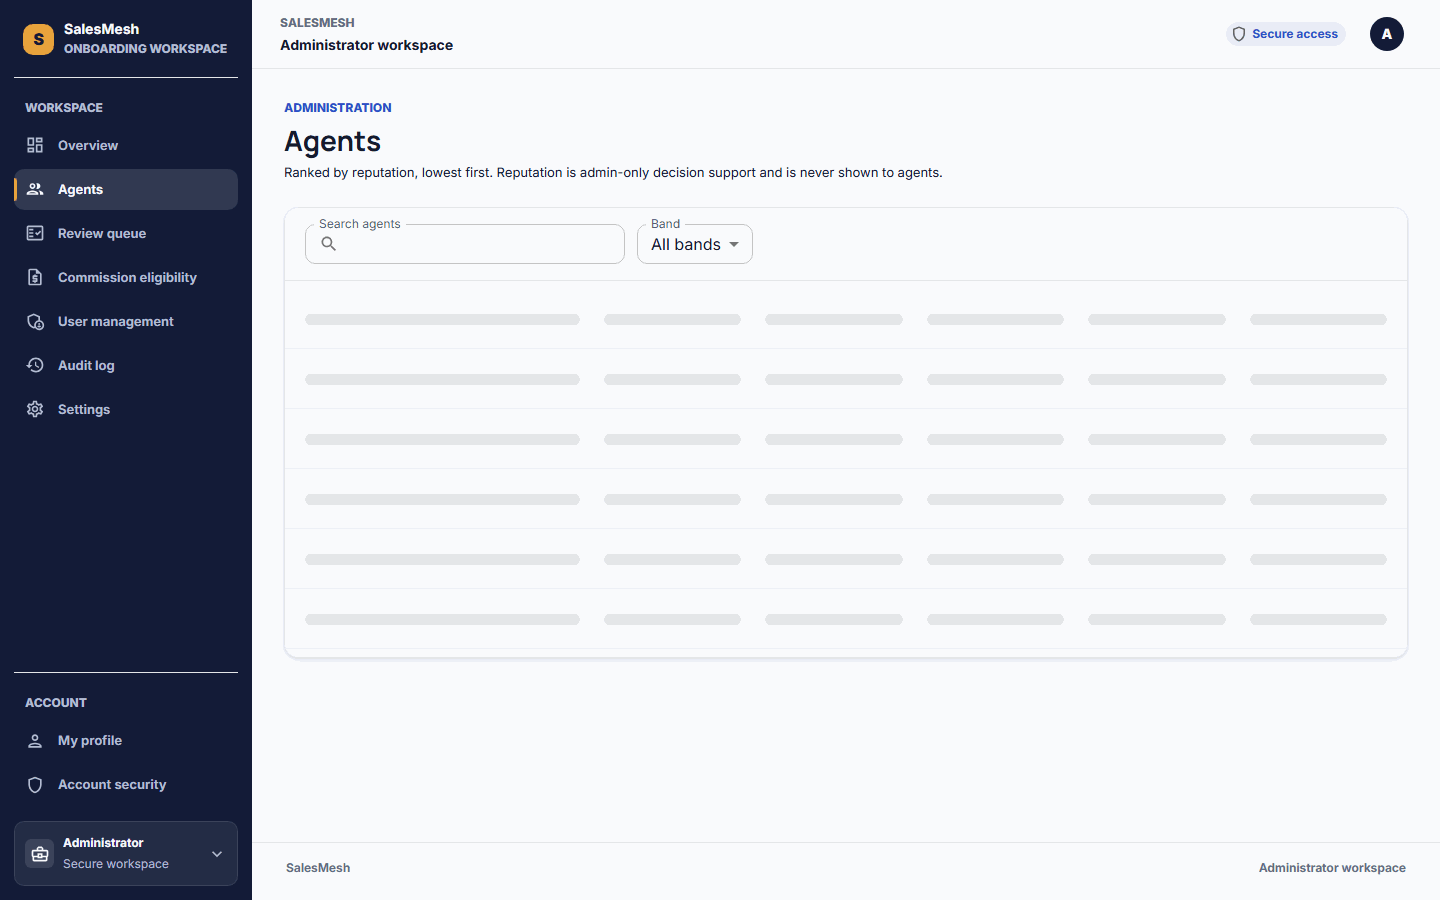 S
SalesMesh
ONBOARDING WORKSPACE
WORKSPACE
Overview
Agents
Review queue
Commission eligibility
User management
Audit log
Settings
ACCOUNT
My profile
Account security
Administrator
Secure workspace
SALESMESH
Administrator workspace
Secure access
A
ADMINISTRATION
Agents
Ranked by reputation, lowest first. Reputation is admin-only decision support and is never shown to agents.
Search agents
Band
All bands
SalesMesh
Administrator workspace